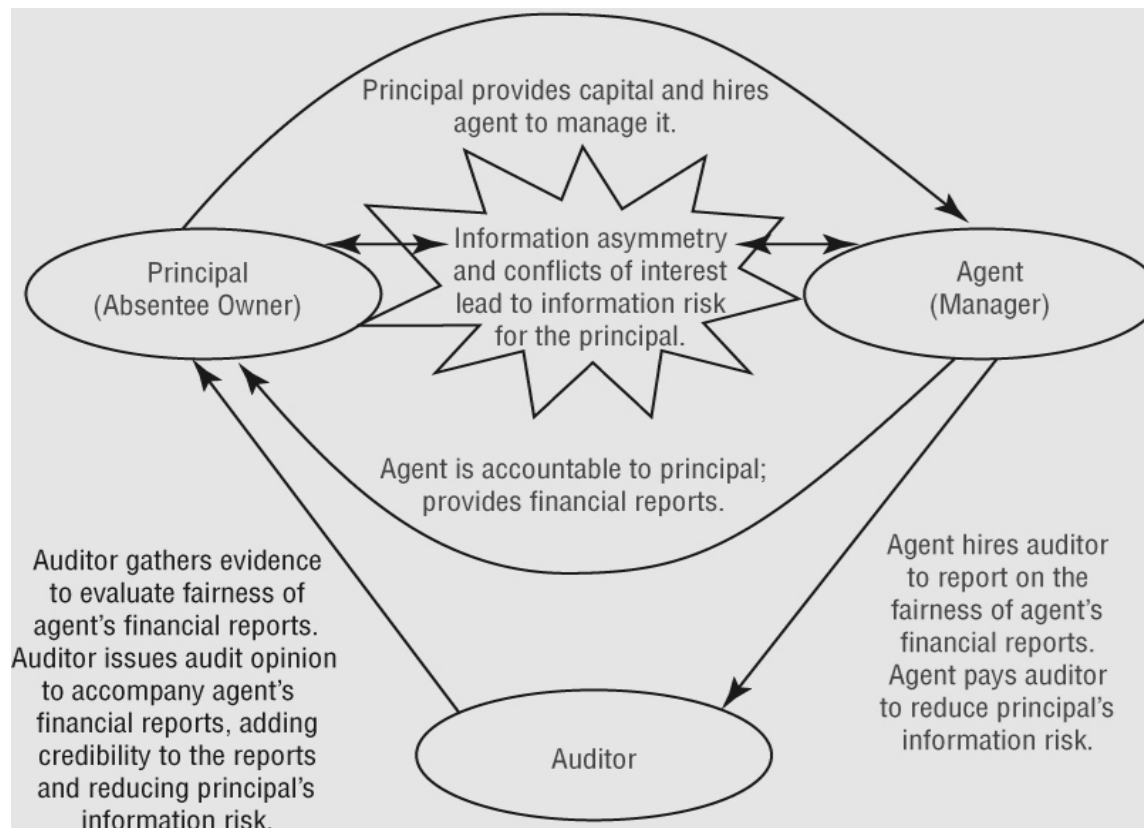 Principal provides capital and hires
agent to manage it.
Information asymmetry
and conflicts of interest
lead to information risk
for the principal.
Principal
(Absentee Owner)
Agent
(Manager)
Agent is accountable to principal;
provides financial reports.
Auditor gathers evidence
to evaluate fairness of
agent's financial reports.
Auditor issues audit opinion
to accompany agent's
financial reports, adding
credibility to the reports
and reducing principal's
information risk.
Agent hires auditor
to report on the
fairness of agent's
financial reports.
Agent pays auditor
to reduce principal's
information risk.
Auditor